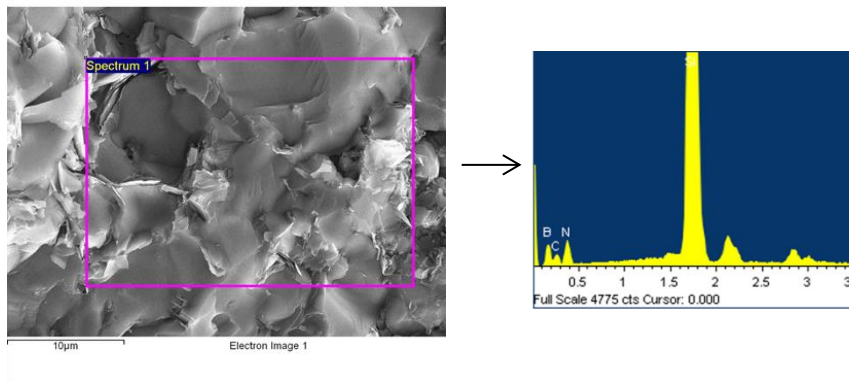 Spectrum 1
10μm
Electron Image 1
Si
B
C
N
0.5 1 1.5 2 2.5 3 3.
Full Scale 4775 cts Cursor: 0.000